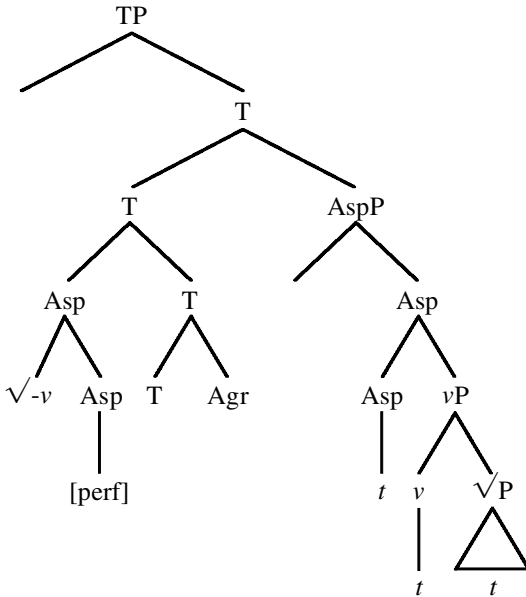 TP
T
T AspP
Asp T Asp
√-v Asp T Agr Asp vP
[perf] t v √P
t t